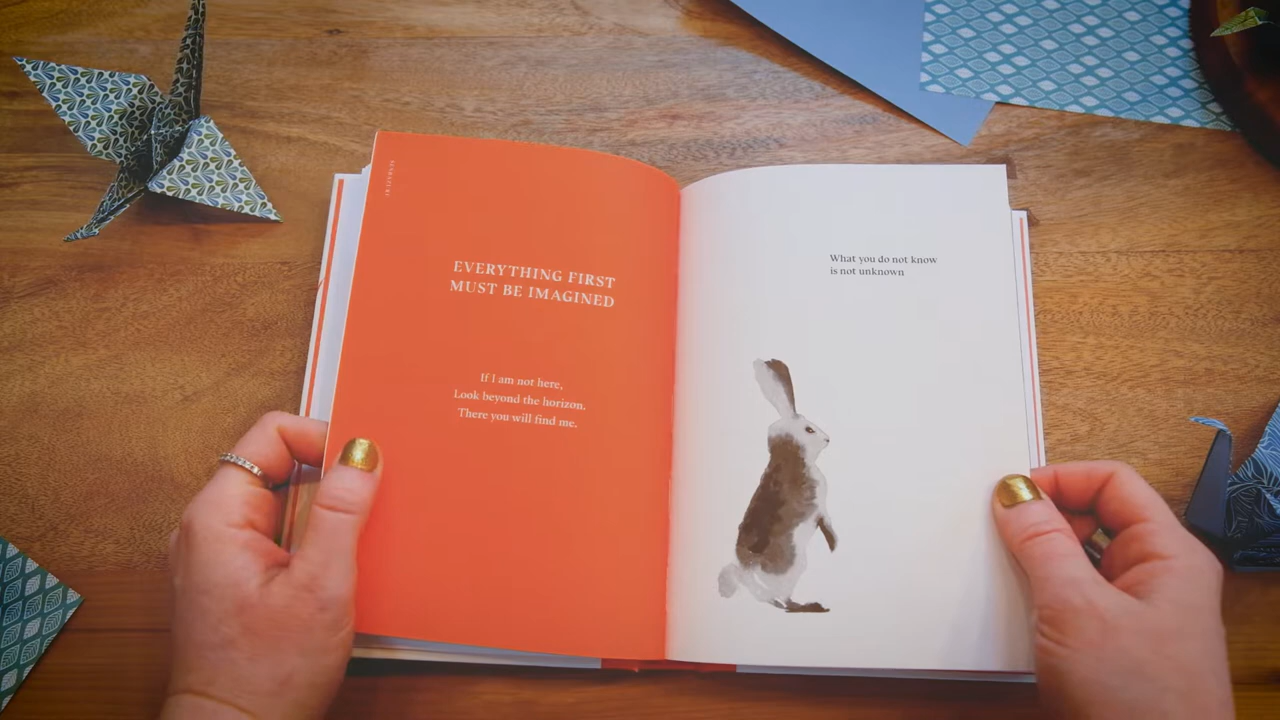 EVERYTHING FIRST
MUST BE IMAGINED
If I am not here,
Look beyond the horizon.
There you will find me.
What you do not know
is not unknown